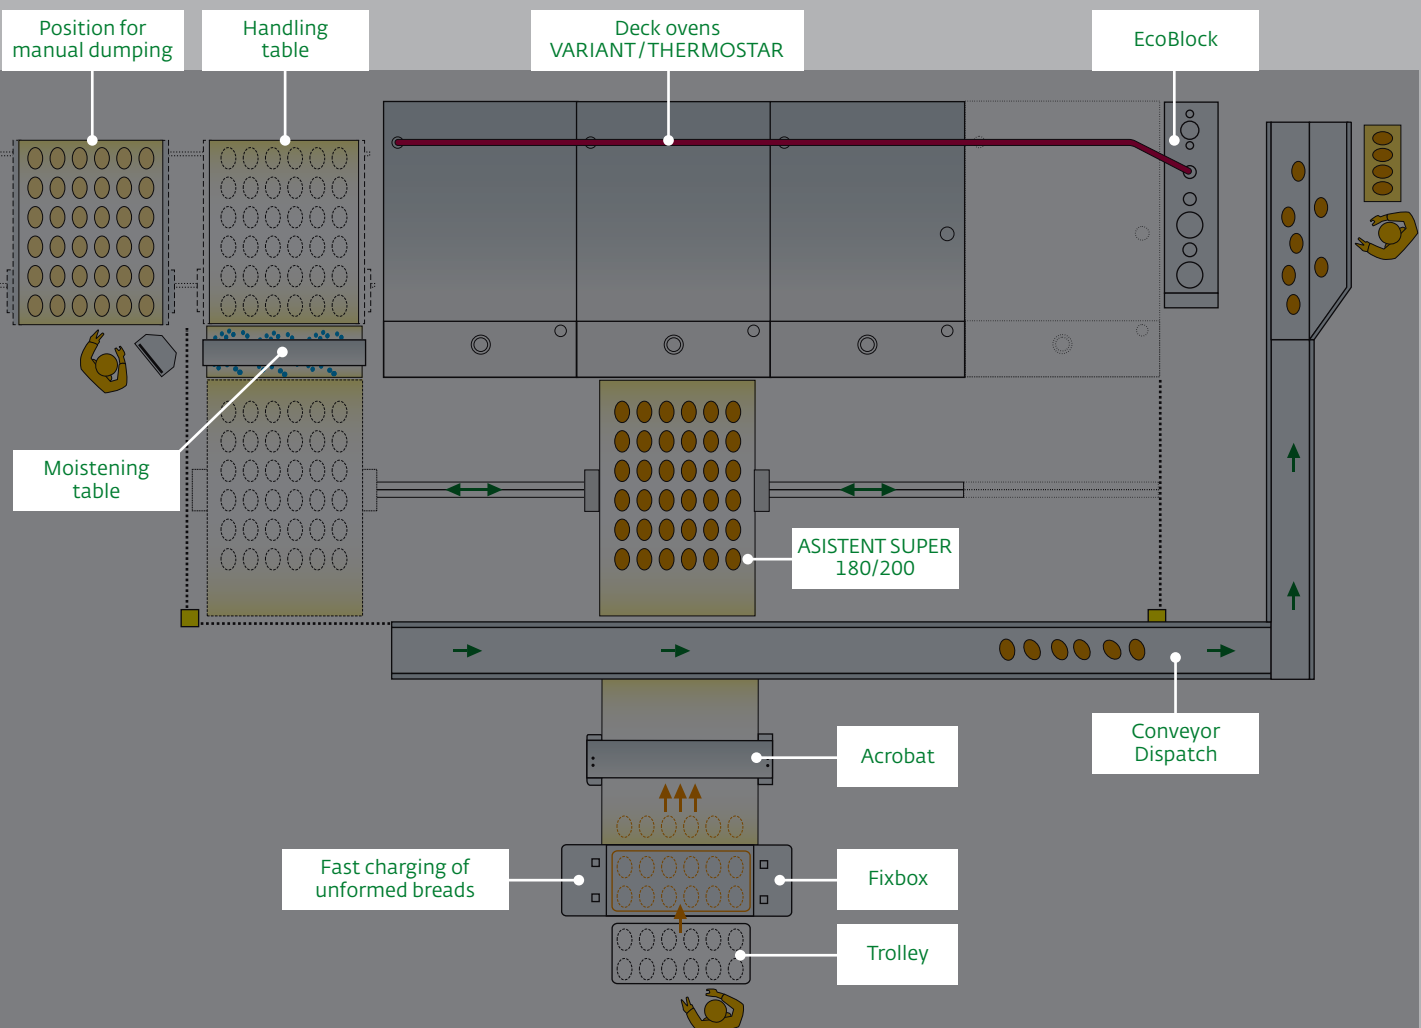 Position for
manual dumping
Handling
table
Deck ovens
VARIANT/THERMOSTAR
EcoBlock
Moistening
table
ASISTENT SUPER
180/200
Acrobat
Conveyor
Dispatch
Fast charging of
unformed breads
Fixbox
Trolley